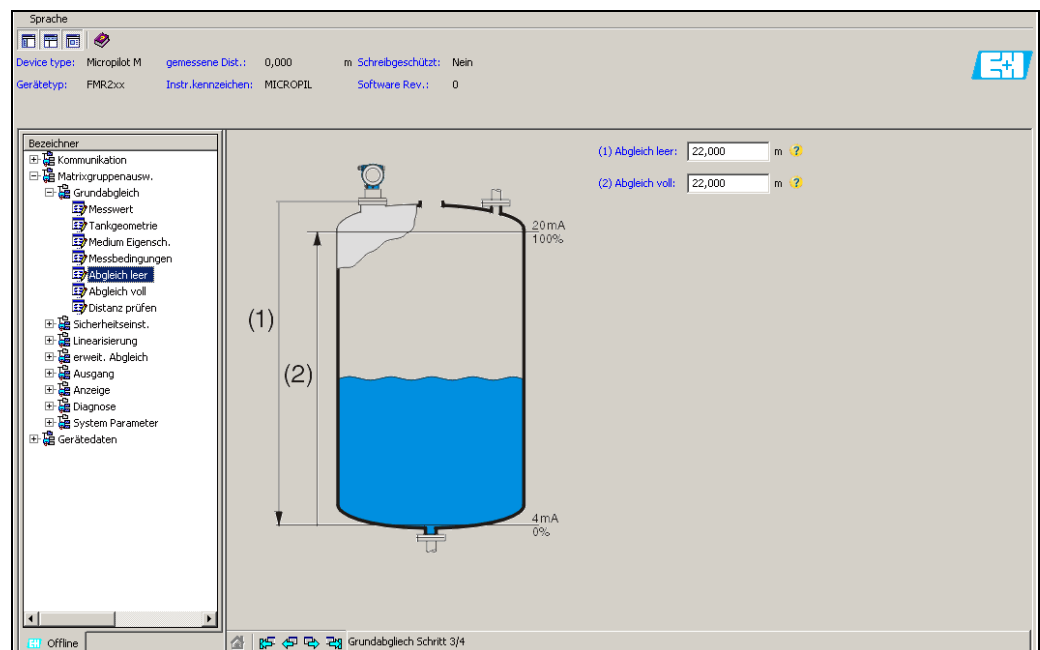 Sprache
Device type: Micropilot M gemessene Dist.: 0,000 m Schreibgeschützt: Nein
Gerätetyp: FMR2xx Instr.kennzeichen: MICROPIL Software Rev.: 0
E+H
Bezeichner
Kommunikation
Matrixgruppenausw.
Grundabgleich
Messwert
Tankgeometrie
Medium Eigensch.
Messbedingungen
Abgleich leer
Abgleich voll
Distanz prüfen
Sicherheitseinst.
Linearisierung
erweit. Abgleich
Ausgang
Anzeige
Diagnose
System Parameter
Gerätedaten
(1) Abgleich leer: 22,000 m ?
(2) Abgleich voll: 22,000 m ?
20mA
100%
(1)
(2)
4mA
0%
Offline
Grundabgliech Schritt 3/4